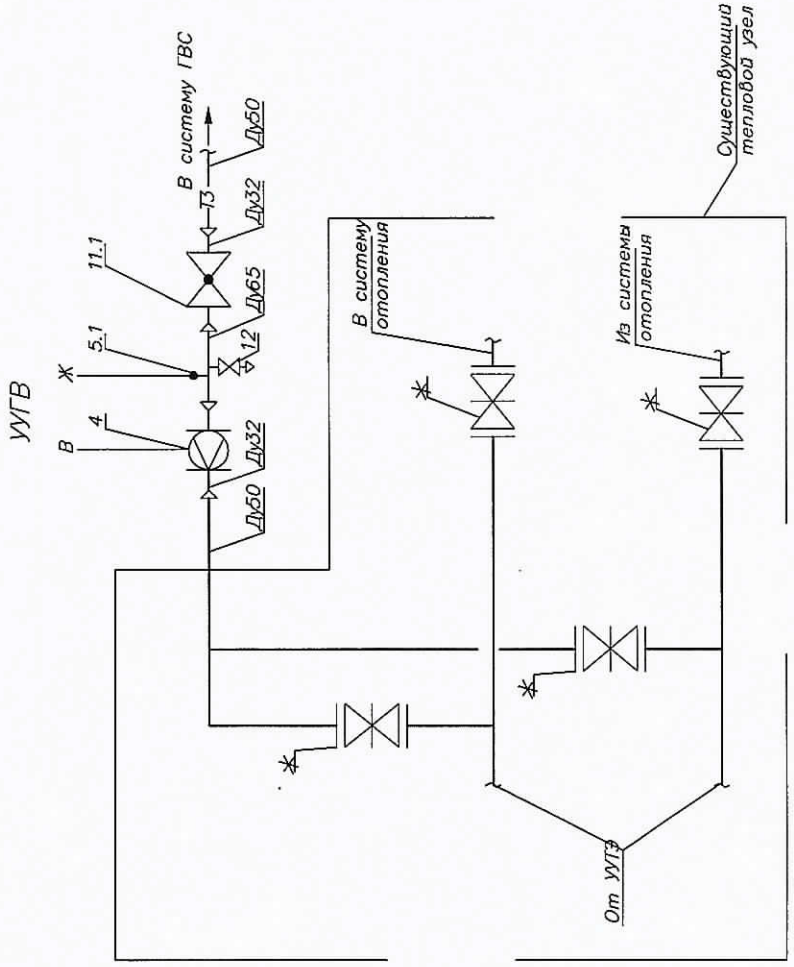 УУГВ
В
4
Ж
5.1
11.1
В систему ГВС
Т3
Ду50
Ду32
Ду65
12
Ду32
Ду50
В систему
отопления
Из системы
отопления
Существующий
тепловой узел
От УУТЭ